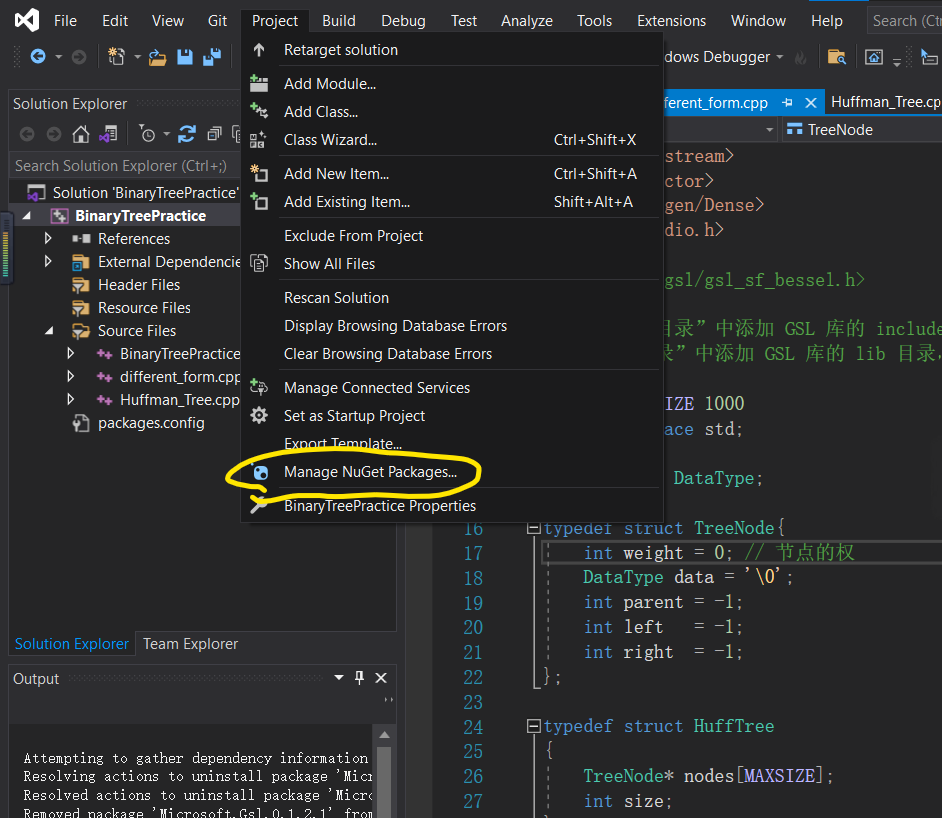 File Edit View Git Project Build Debug Test Analyze Tools Extensions Window Help Search (Ctr
dows Debugger
Solution Explorer
Search Solution Explorer (Ctrl+;)
Solution 'BinaryTreePractice'
BinaryTreePractice
References
External Dependencie
Header Files
Resource Files
Source Files
BinaryTreePractice
different_form.cpp
Huffman_Tree.cpp
packages.config
Retarget solution
Add Module...
Add Class...
Class Wizard... Ctrl+Shift+X
Add New Item... Ctrl+Shift+A
Add Existing Item... Shift+Alt+A
Exclude From Project
Show All Files
Rescan Solution
Display Browsing Database Errors
Clear Browsing Database Errors
Manage Connected Services
Set as Startup Project
Export Template...
Manage NuGet Packages...
BinaryTreePractice Properties
ferent_form.cpp Huffman_Tree.cp
TreeNode
stream>
ctor>
gen/Dense>
dio.h>
gsl/gsl_sf_bessel.h>
目录”中添加 GSL 库的 include
录”中添加 GSL 库的 lib 目录,
IZE 1000
ace std;
DataType;
16 typedef struct TreeNode{
17 int weight = 0; // 节点的权
18 DataType data = '\0';
19 int parent = -1;
20 int left = -1;
21 int right = -1;
22 };
23
24 typedef struct HuffTree
25 {
26 TreeNode* nodes[MAXSIZE];
27 int size;
Solution Explorer Team Explorer
Output
Attempting to gather dependency information
Resolving actions to uninstall package 'Micr
Resolved actions to uninstall package 'Micro
Removed package 'Microsoft.Gsl.0.1.2.1' from